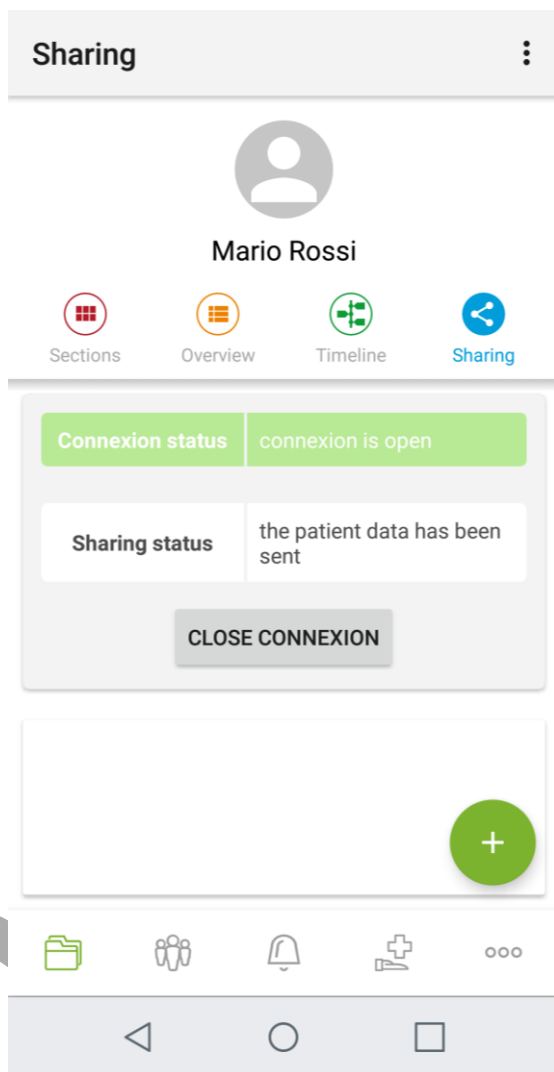 Sharing
Mario Rossi
Sections Overview Timeline Sharing
Connexion status connexion is open
Sharing status the patient data has been
sent
CLOSE CONNEXION